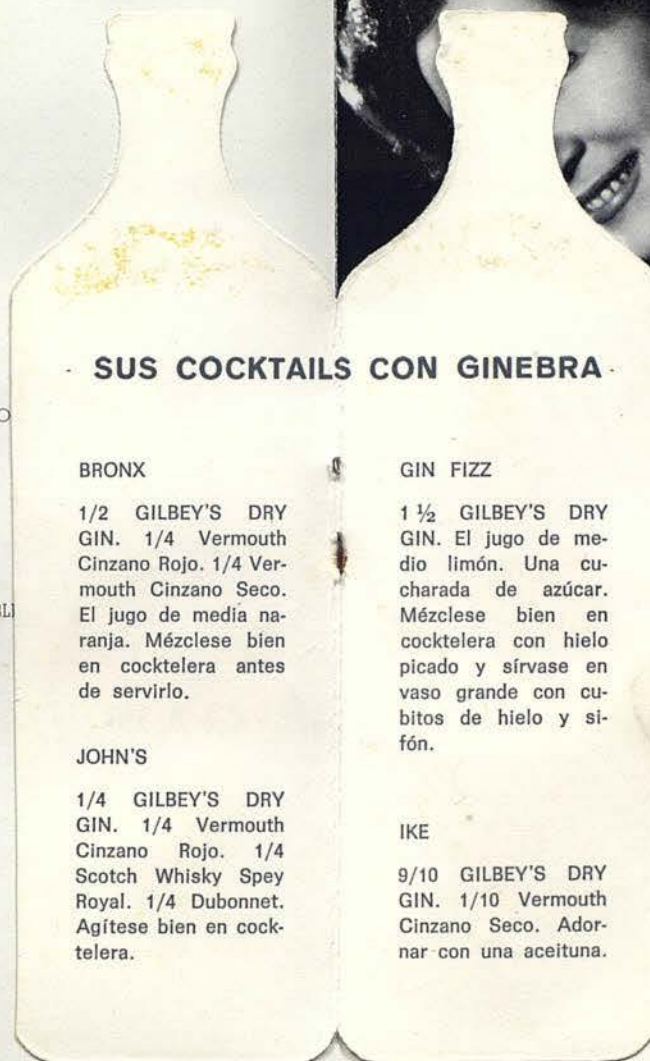 SUS COCKTAILS CON GINEBRA
BRONX
1/2 GILBEY'S DRY
GIN. 1/4 Vermouth
Cinzano Rojo. 1/4 Ver-
mouth Cinzano Seco.
El jugo de media na-
ranja. Mézclese bien
en cocktelera antes
de servirlo.
JOHN'S
1/4 GILBEY'S DRY
GIN. 1/4 Vermouth
Cinzano Rojo. 1/4
Scotch Whisky Spey
Royal. 1/4 Dubonnet.
Agítese bien en cock-
telera.
GIN FIZZ
1 ½ GILBEY'S DRY
GIN. El jugo de me-
dio limón. Una cu-
charada de azúcar.
Mézclese bien en
cocktelera con hielo
picado y sírvase en
vaso grande con cu-
bitos de hielo y si-
fón.
IKE
9/10 GILBEY'S DRY
GIN. 1/10 Vermouth
Cinzano Seco. Ador-
nar con una aceituna.